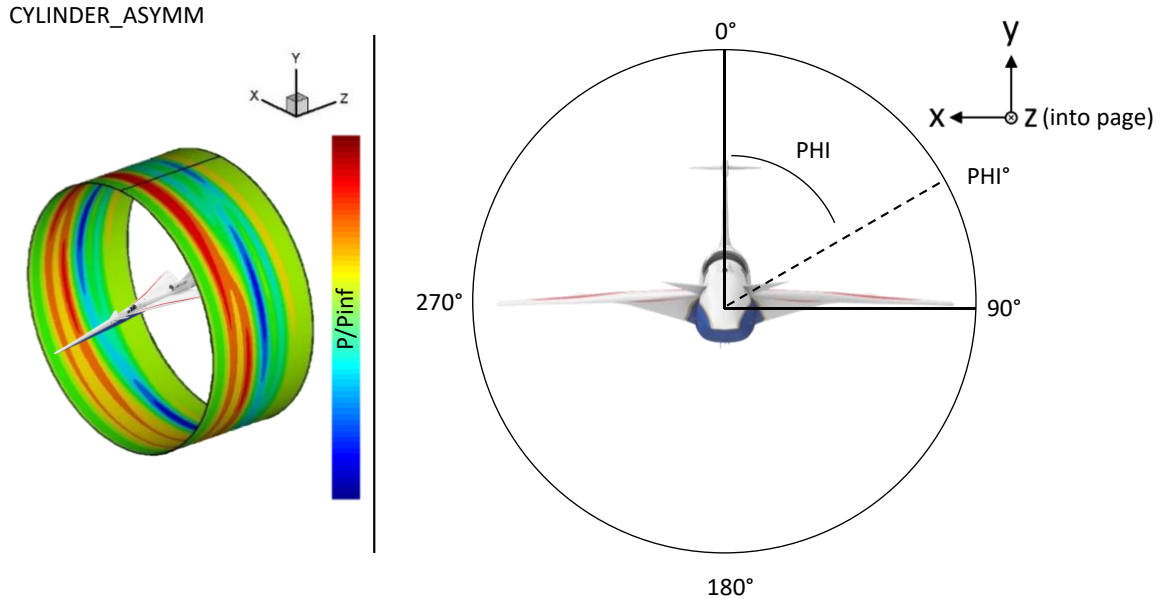 CYLINDER_ASYMM
Y
X
Z
P/Pinf
0°
PHI
PHI°
270°
90°
180°
y
x
z (into page)